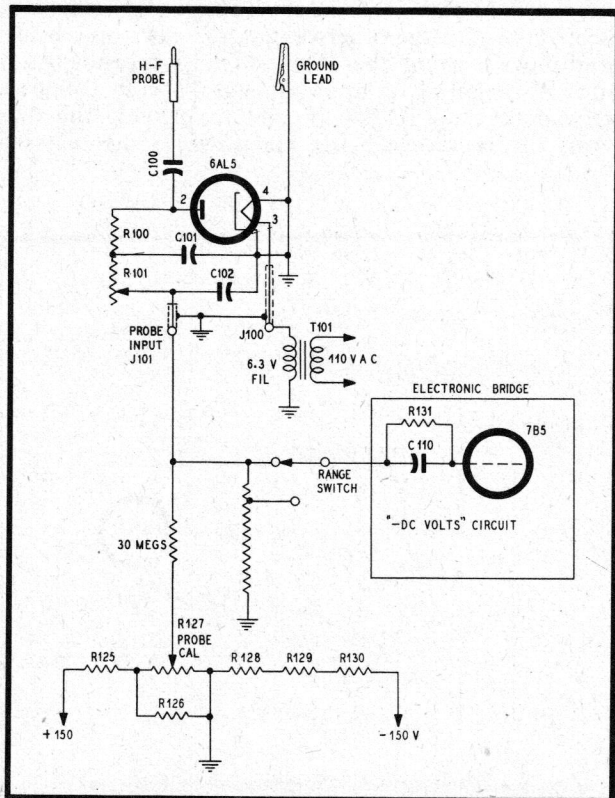 H-F
PROBE
GROUND
LEAD
C100
6AL5
2
4
3
R100
C101
R101
C102
PROBE
INPUT
J101
J100
T101
6.3 V
FIL
110 V A C
ELECTRONIC BRIDGE
R131
7B5
C 110
RANGE
SWITCH
"-DC VOLTS" CIRCUIT
30 MEGS
R127
PROBE
CAL
R125
R 128
R129
R130
R126
+ 150
- 150 V